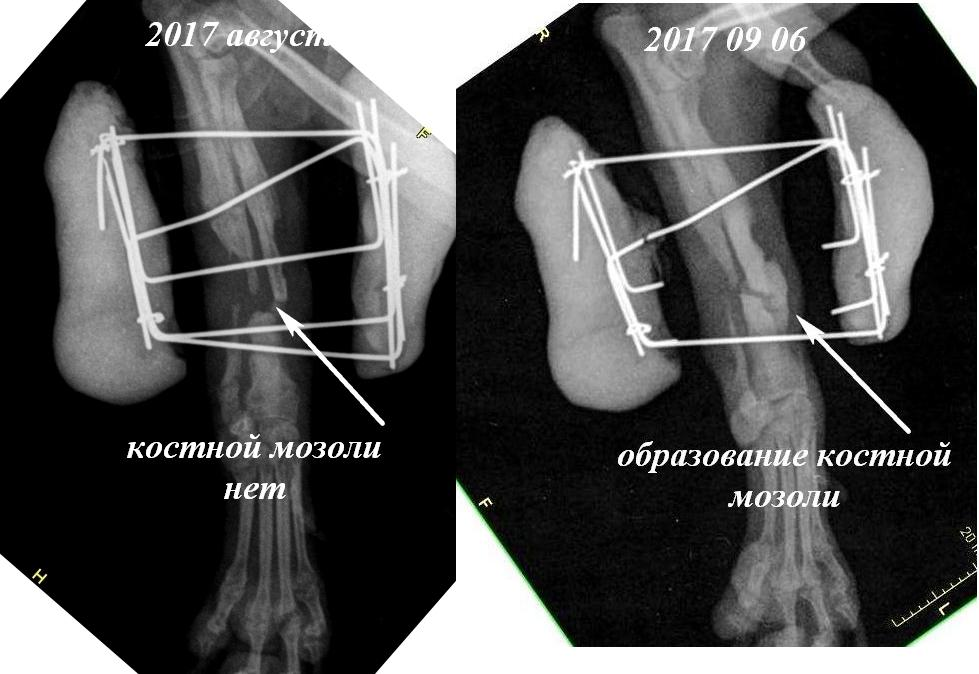 2017 август
2017 09 06
костной мозоли
нет
образование костной
мозоли
R
F
H
F
L